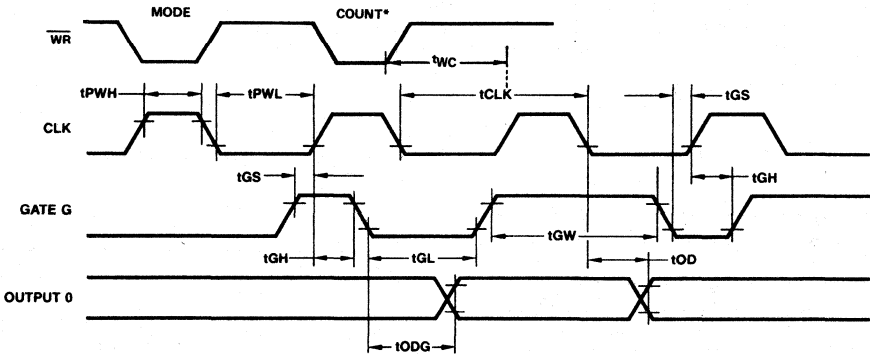 MODE
COUNT*
WR
tWC
tPWH
tPWL
tCLK
tGS
CLK
tGS
tGH
GATE G
tGW
tGH
tGL
tOD
OUTPUT 0
tODG